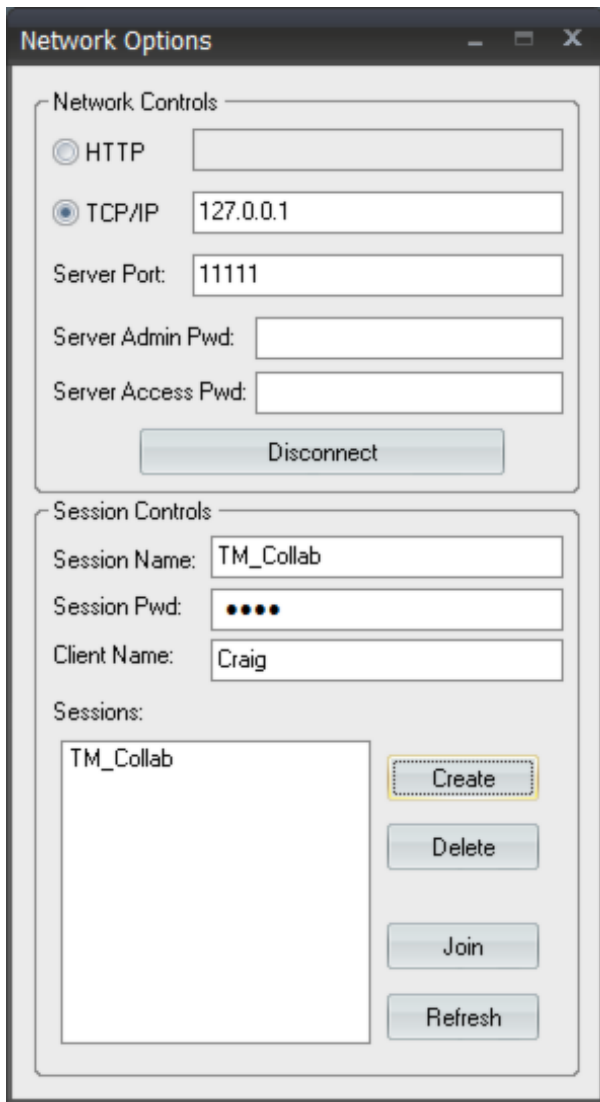 Network Options
Network Controls
HTTP
TCP/IP 127.0.0.1
Server Port: 11111
Server Admin Pwd:
Server Access Pwd:
Disconnect
Session Controls
Session Name: TM_Collab
Session Pwd: ●●●●
Client Name: Craig
Sessions:
TM_Collab
Create
Delete
Join
Refresh